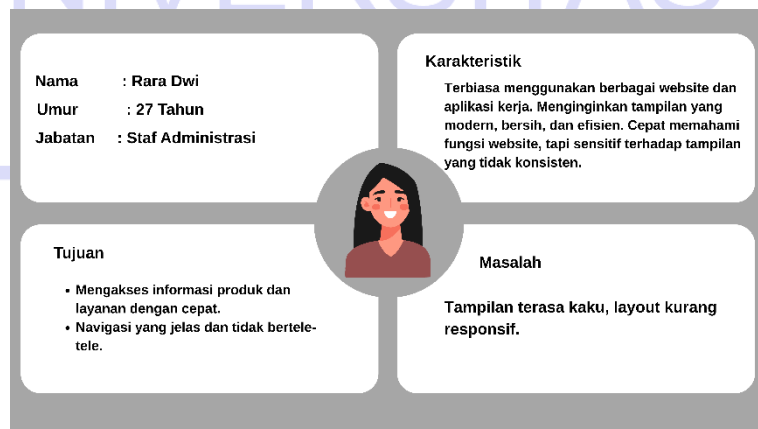 UNIVERSITAS
Nama : Rara Dwi
Umur : 27 Tahun
Jabatan : Staf Administrasi
Karakteristik
Terbiasa menggunakan berbagai website dan
aplikasi kerja. Menginginkan tampilan yang
modern, bersih, dan efisien. Cepat memahami
fungsi website, tapi sensitif terhadap tampilan
yang tidak konsisten.
Tujuan
• Mengakses informasi produk dan
layanan dengan cepat.
• Navigasi yang jelas dan tidak bertele-
tele.
Masalah
Tampilan terasa kaku, layout kurang
responsif.